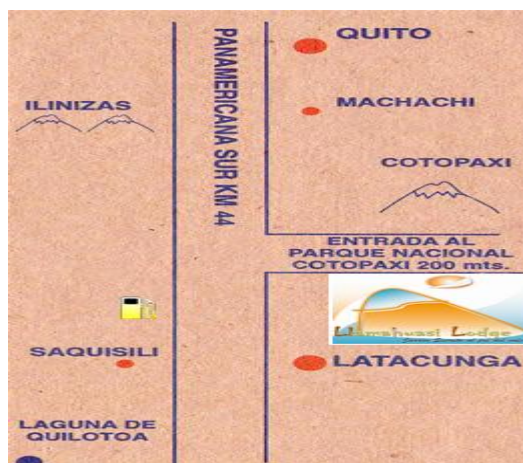 QUITO
MACHACHI
ILINIZAS
PANAMERICANA SUR KM 44
COTOPAXI
ENTRADA AL
PARQUE NACIONAL
COTOPAXI 200 mts.
Llamahuasi Lodge
SAQUISILI
LATACUNGA
LAGUNA DE
QUILOTOA